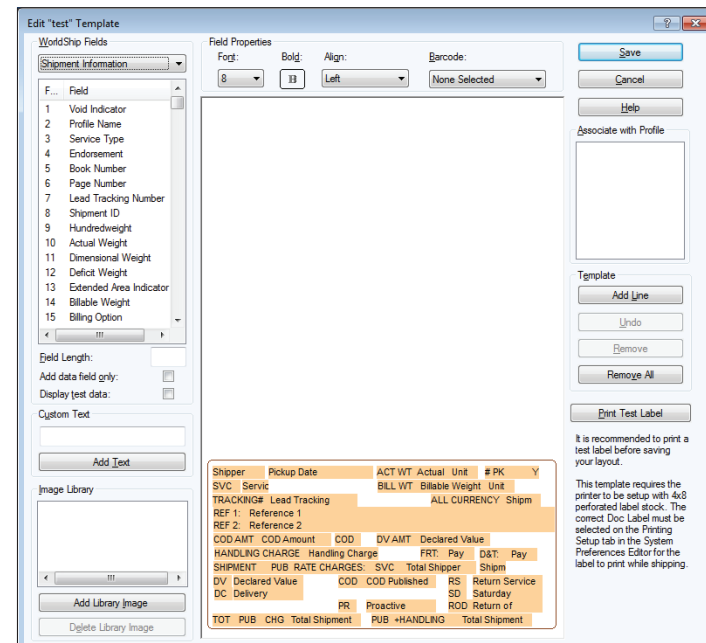 Edit "test" Template
WorldShip Fields
Shipment Information
F... Field
1 Void Indicator
2 Profile Name
3 Service Type
4 Endorsement
5 Book Number
6 Page Number
7 Lead Tracking Number
8 Shipment ID
9 Hundredweight
10 Actual Weight
11 Dimensional Weight
12 Deficit Weight
13 Extended Area Indicator
14 Billable Weight
15 Billing Option
Field Length:
Add data field only:
Display test data:
Custom Text
Add Text
Image Library
Add Library Image
Delete Library Image
Field Properties
Font: Bold: Align: Barcode:
8 B Left None Selected
Shipper Pickup Date ACT WT Actual Unit # PK Y
SVC Servic BILL WT Billable Weight Unit
TRACKING# Lead Tracking ALL CURRENCY Shipm
REF 1: Reference 1
REF 2: Reference 2
COD AMT COD Amount COD DV AMT Declared Value
HANDLING CHARGE Handling Charge FRT: Pay D&T: Pay
SHIPMENT PUB RATE CHARGES: SVC Total Shipper Shipm
DV Declared Value COD COD Published RS Return Service
DC Delivery SD Saturday
PR Proactive ROD Return of
TOT PUB CHG Total Shipment PUB +HANDLING Total Shipment
Save
Cancel
Help
Associate with Profile
Template
Add Line
Undo
Remove
Remove All
Print Test Label
It is recommended to print a
test label before saving
your layout.
This template requires the
printer to be setup with 4x8
perforated label stock. The
correct Doc Label must be
selected on the Printing
Setup tab in the System
Preferences Editor for the
label to print while shipping.